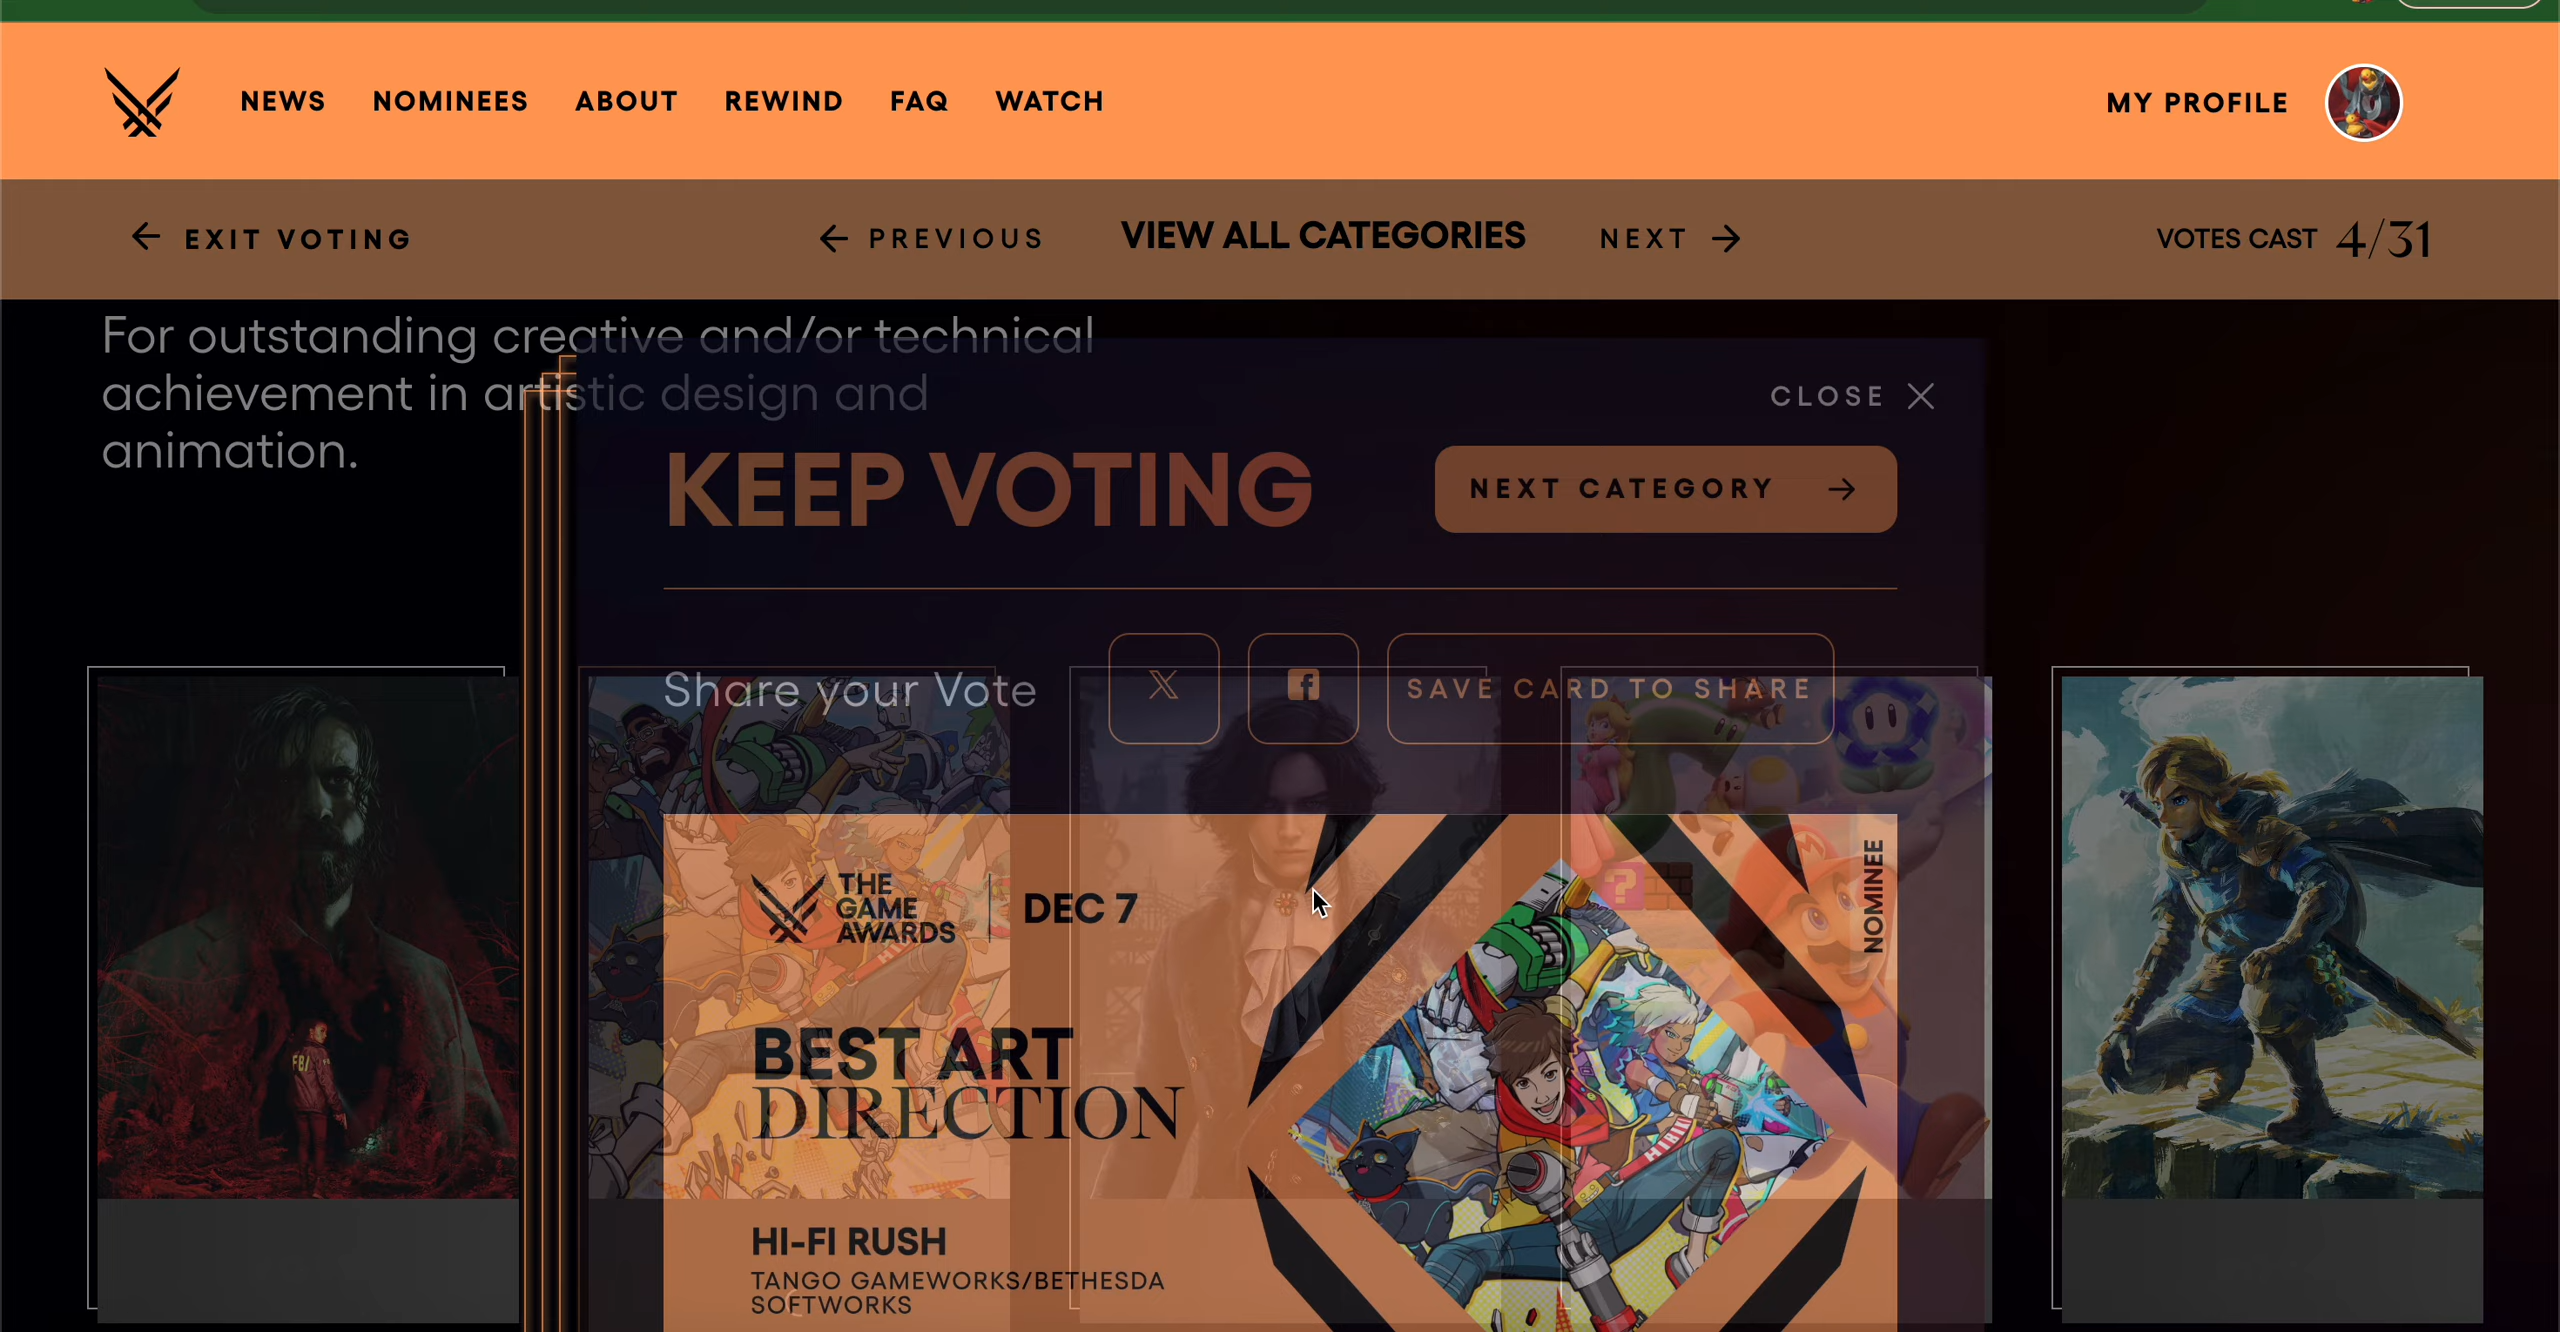 NEWS NOMINEES ABOUT REWIND FAQ WATCH MY PROFILE
EXIT VOTING PREVIOUS VIEW ALL CATEGORIES NEXT VOTES CAST 4/31
For outstanding creative and/or technical
achievement in artistic design and
animation.
CLOSE
KEEP VOTING
NEXT CATEGORY
Share your Vote
SAVE CARD TO SHARE
THE
GAME
AWARDS
DEC 7
NOMINEE
BEST ART
DIRECTION
HI-FI RUSH
TANGO GAMEWORKS/BETHESDA
SOFTWORKS
FBI